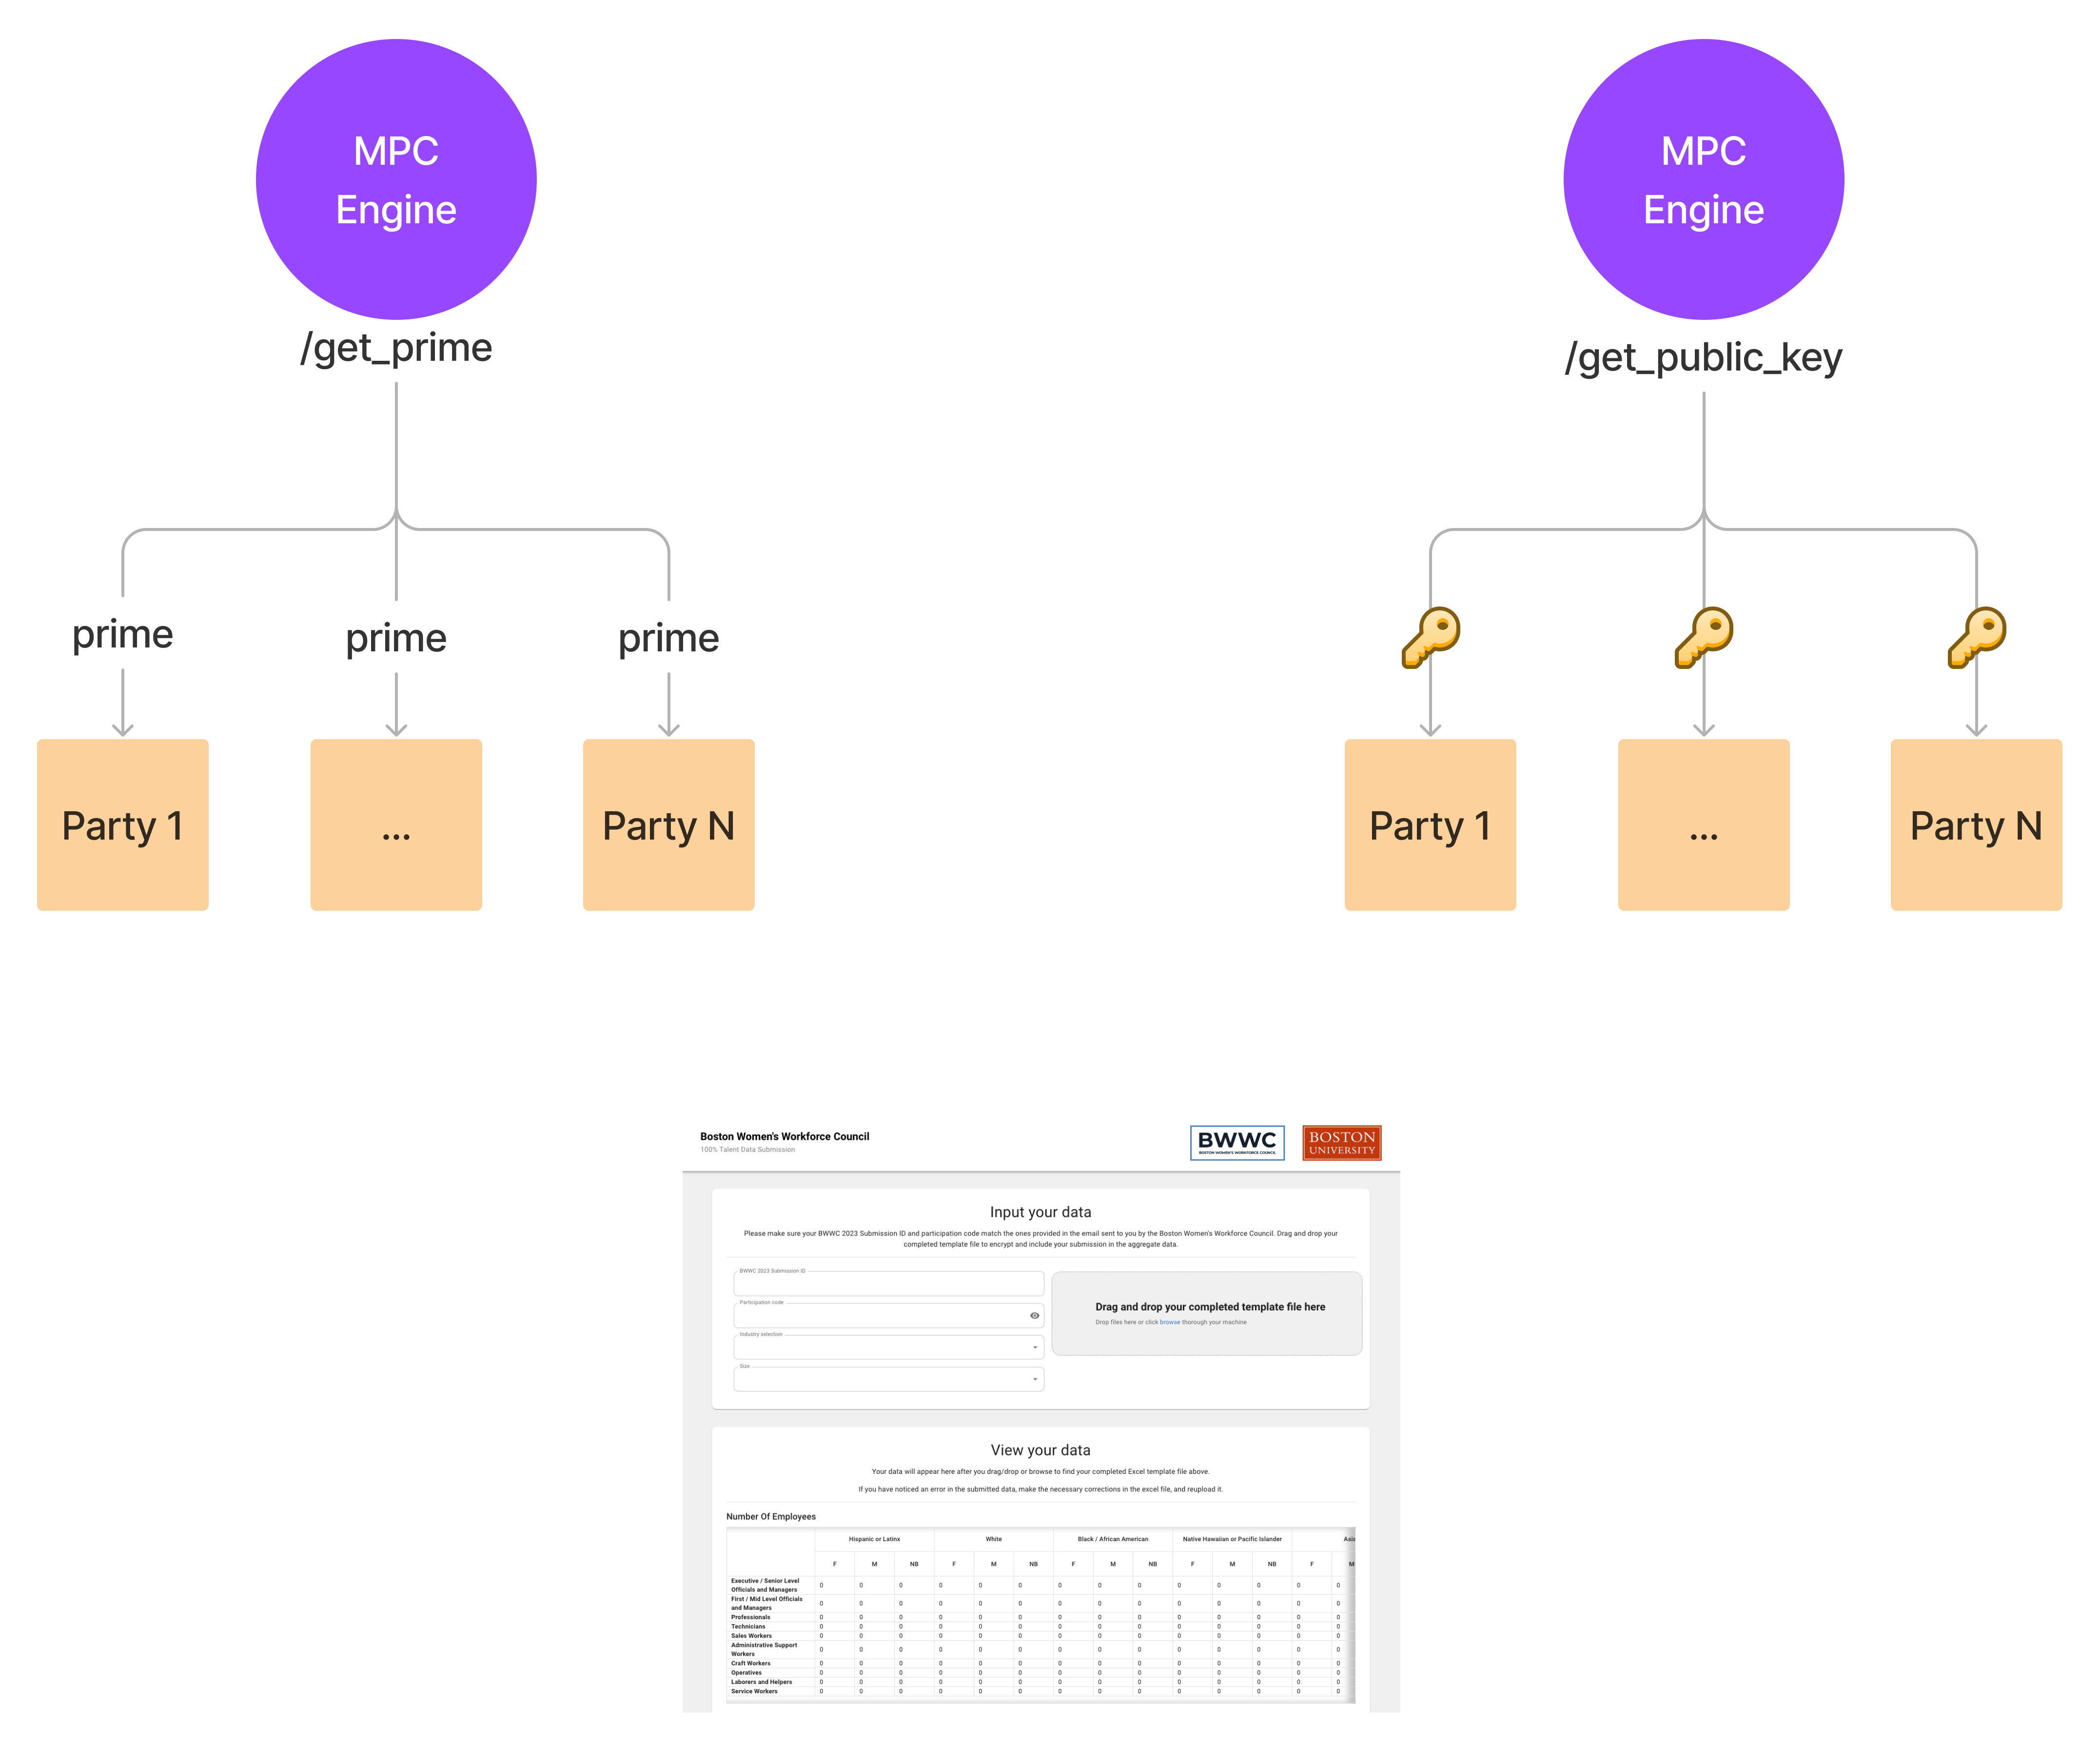 MPC
Engine
/get_prime
prime
prime
prime
Party 1
...
Party N
MPC
Engine
/get_public_key
Party 1
...
Party N
Boston Women's Workforce Council
100% Talent Data Submission
BWWC
BOSTON WOMEN'S WORKFORCE COUNCIL
BOSTON
UNIVERSITY
Input your data
Please make sure your BWWC 2023 Submission ID and participation code match the ones provided in the email sent to you by the Boston Women's Workforce Council. Drag and drop your
completed template file to encrypt and include your submission in the aggregate data.
BWWC 2023 Submission ID
Participation code
Industry selection
Size
Drag and drop your completed template file here
Drop files here or click browse thorough your machine
View your data
Your data will appear here after you drag/drop or browse to find your completed Excel template file above.
If you have noticed an error in the submitted data, make the necessary corrections in the excel file, and reupload it.
Number Of Employees
Hispanic or Latinx White Black / African American Native Hawaiian or Pacific Islander Asi
F M NB F M NB F M NB F M NB F M
Executive / Senior Level
Officials and Managers 0 0 0 0 0 0 0 0 0 0 0 0 0 0
First / Mid Level Officials
and Managers 0 0 0 0 0 0 0 0 0 0 0 0 0 0
Professionals 0 0 0 0 0 0 0 0 0 0 0 0 0 0
Technicians 0 0 0 0 0 0 0 0 0 0 0 0 0 0
Sales Workers 0 0 0 0 0 0 0 0 0 0 0 0 0 0
Administrative Support
Workers 0 0 0 0 0 0 0 0 0 0 0 0 0 0
Craft Workers 0 0 0 0 0 0 0 0 0 0 0 0 0 0
Operatives 0 0 0 0 0 0 0 0 0 0 0 0 0 0
Laborers and Helpers 0 0 0 0 0 0 0 0 0 0 0 0 0 0
Service Workers 0 0 0 0 0 0 0 0 0 0 0 0 0 0